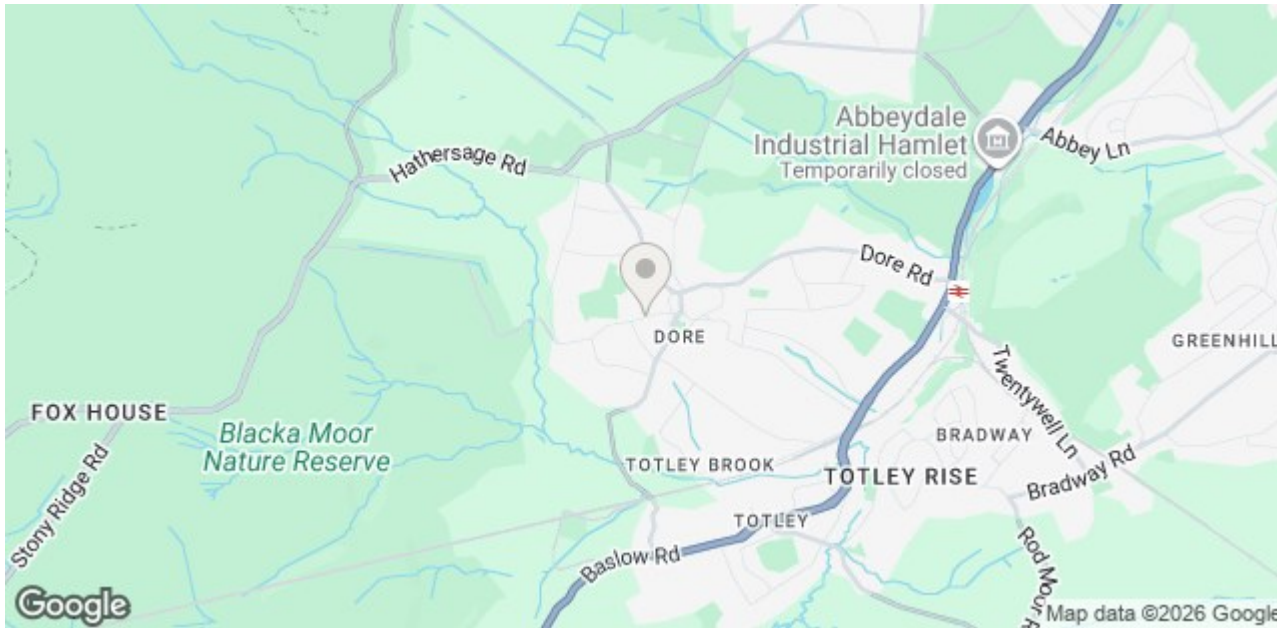 Abbeydale
Industrial Hamlet
Temporarily closed
Abbey Ln
Hathersage Rd
Dore Rd
DORE
GREENHILL
Twentywell Ln
FOX HOUSE
Blacka Moor
Nature Reserve
BRADWAY
TOTLEY BROOK
TOTLEY RISE
Bradway Rd
Stony Ridge Rd
TOTLEY
Baslow Rd
Rod Moor R
Google
Map data ©2026 Google